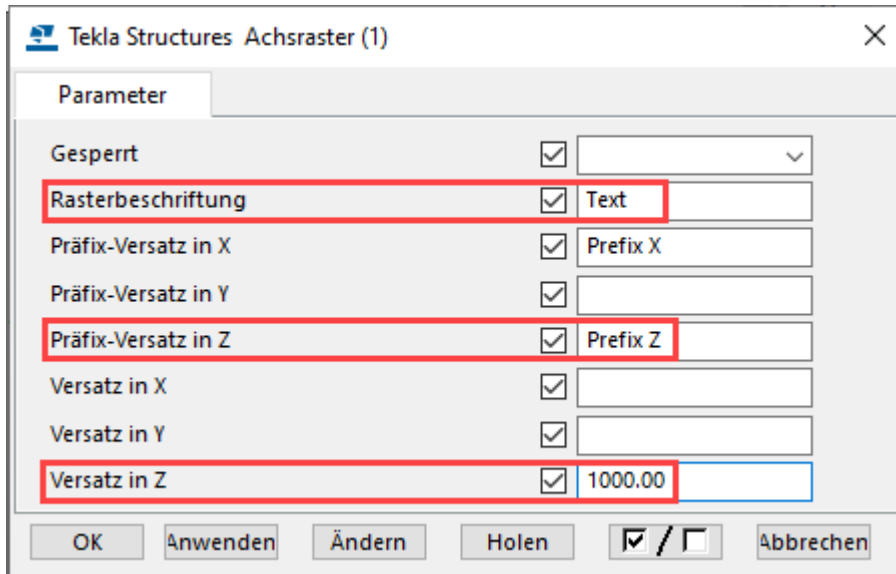 Tekla Structures Achsraster (1)
Parameter
Gesperrt
Rasterbeschriftung Text
Präfix-Versatz in X Prefix X
Präfix-Versatz in Y
Präfix-Versatz in Z Prefix Z
Versatz in X
Versatz in Y
Versatz in Z 1000.00
OK Anwenden Ändern Holen / Abbrechen